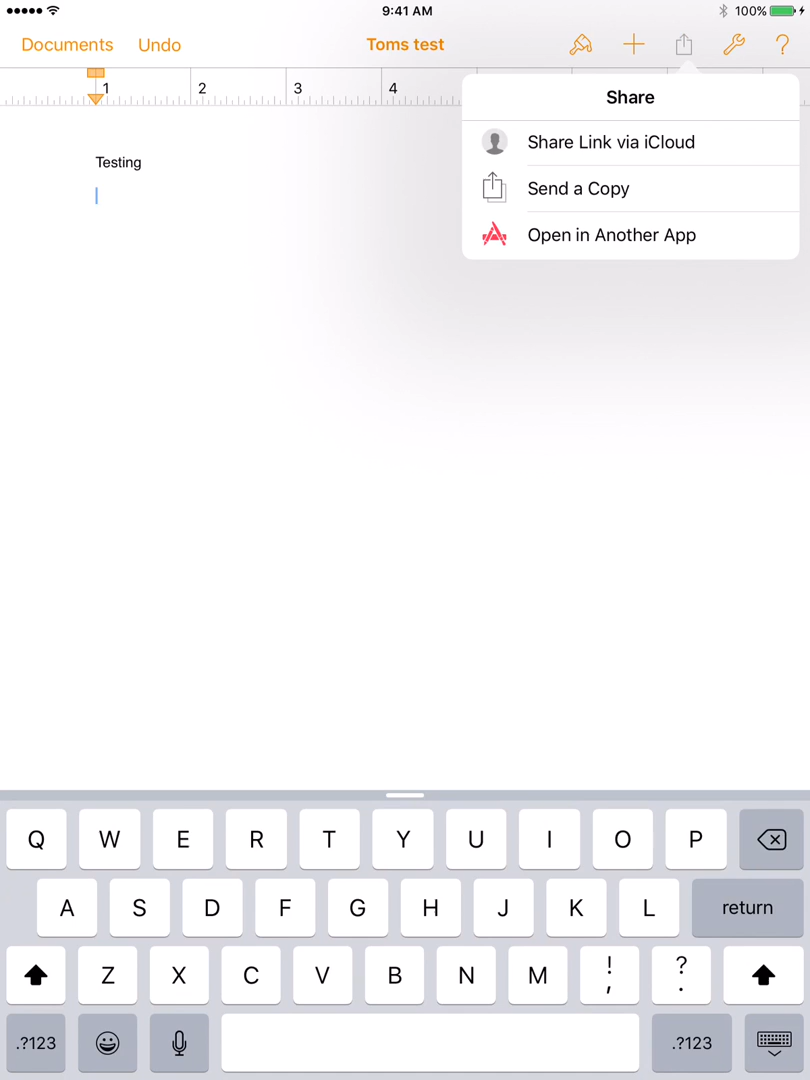 9:41 AM 100%
Documents Undo Toms test ?
1 2 3 4
Share
Share Link via iCloud
Send a Copy
Open in Another App
Testing
Q W E R T Y U I O P
A S D F G H J K L return
Z X C V B N M ! , ? .
.?123 .?123